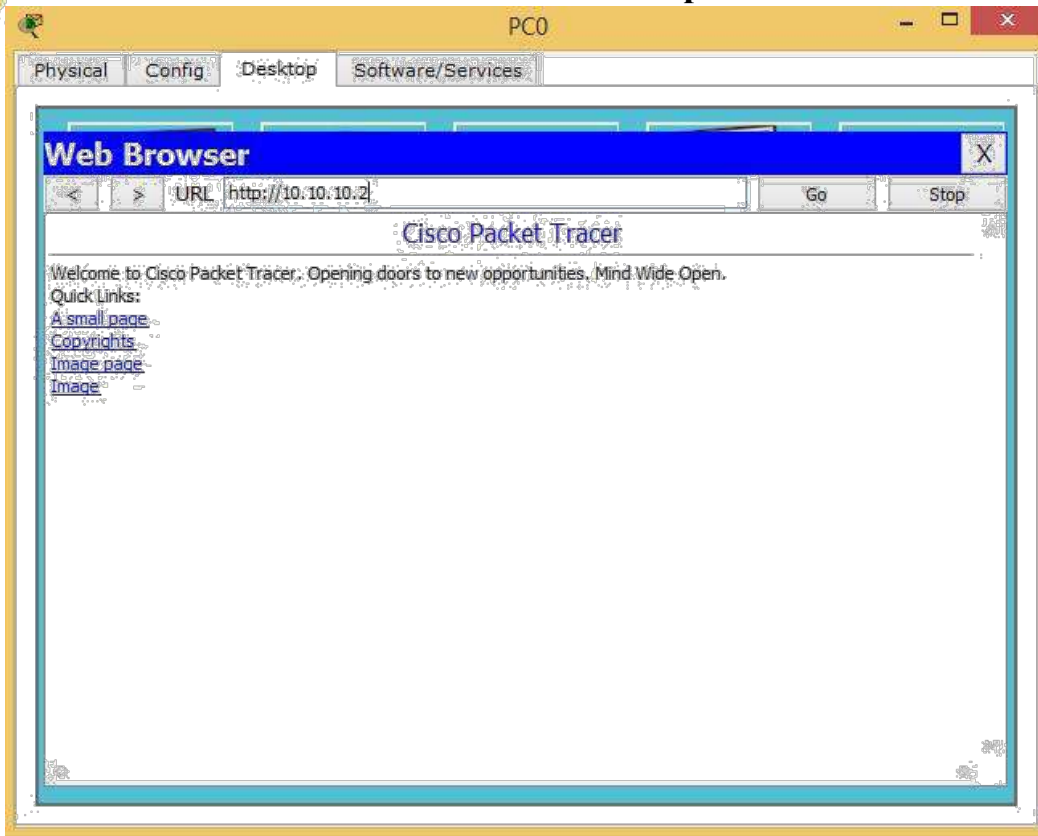 PC0
Physical Config Desktop Software/Services
Web Browser X
< > URL http://10.10.10.2 Go Stop
Cisco Packet Tracer
Welcome to Cisco Packet Tracer. Opening doors to new opportunities. Mind Wide Open.
Quick Links:
A small page
Copyrights
Image page
Image